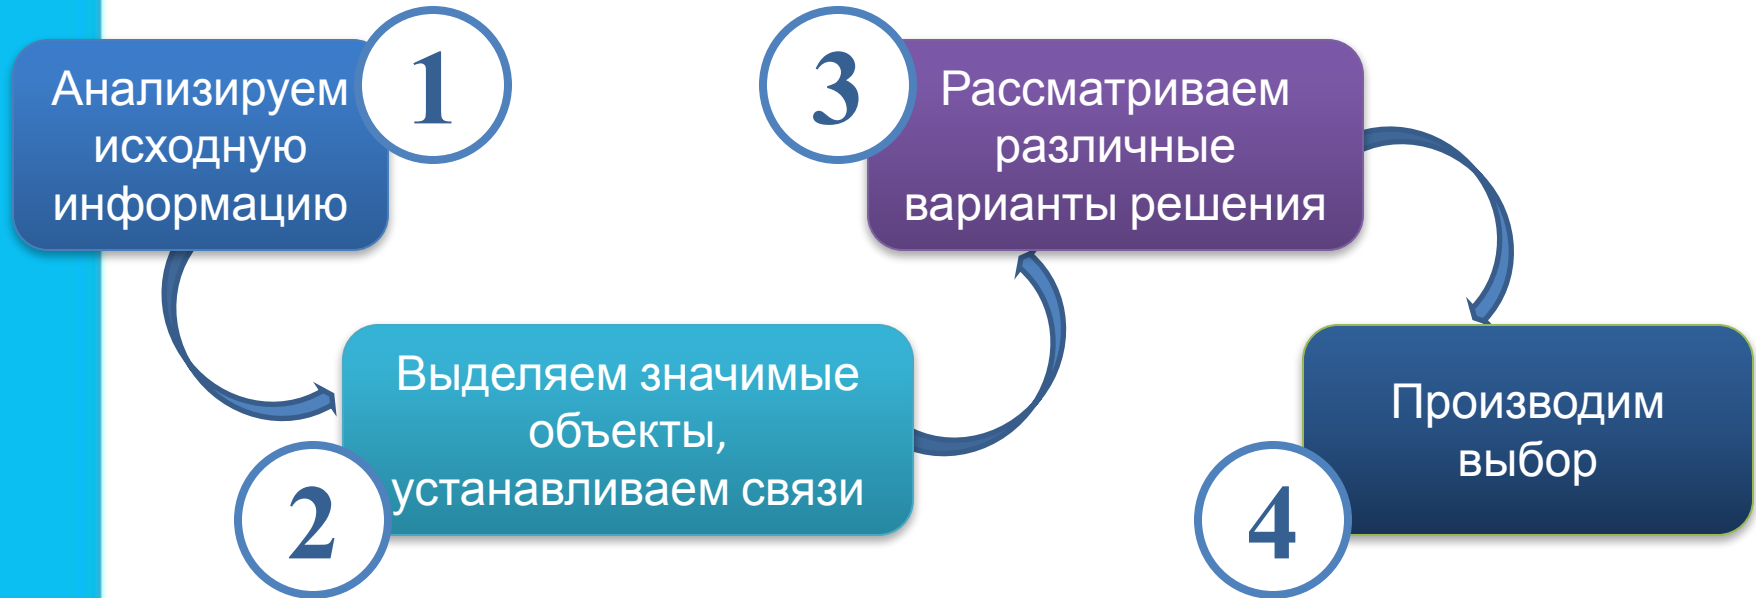 1
Анализируем
исходную
информацию
2
Выделяем значимые
объекты,
устанавливаем связи
3
Рассматриваем
различные
варианты решения
4
Производим
выбор